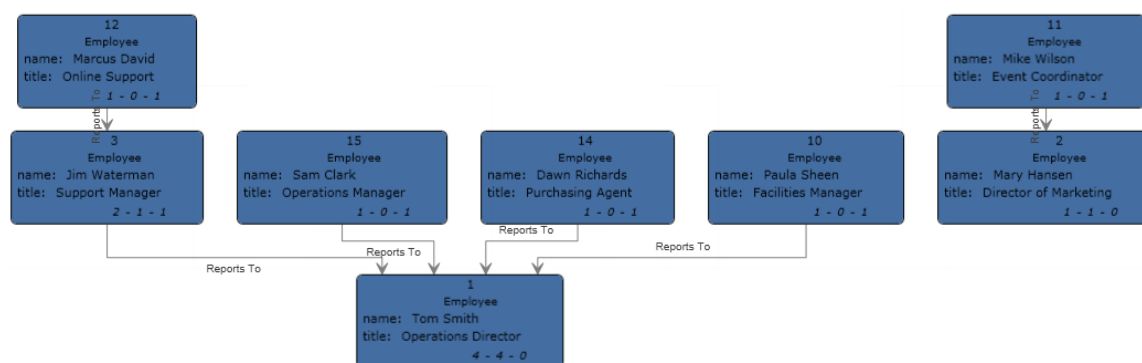 12
Employee
name: Marcus David
title: Online Support
1 - 0 - 1
11
Employee
name: Mike Wilson
title: Event Coordinator
1 - 0 - 1
Reports To
Reports To
3
Employee
name: Jim Waterman
title: Support Manager
2 - 1 - 1
15
Employee
name: Sam Clark
title: Operations Manager
1 - 0 - 1
14
Employee
name: Dawn Richards
title: Purchasing Agent
1 - 0 - 1
10
Employee
name: Paula Sheen
title: Facilities Manager
1 - 0 - 1
2
Employee
name: Mary Hansen
title: Director of Marketing
1 - 1 - 0
Reports To
Reports To
Reports To
Reports To
1
Employee
name: Tom Smith
title: Operations Director
4 - 4 - 0